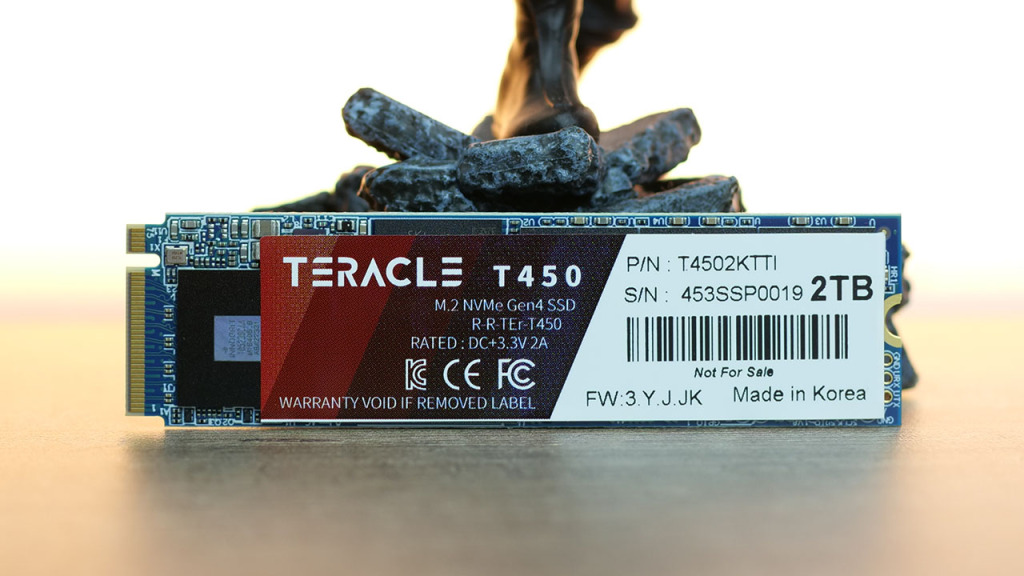 TERACLE T450
M.2 NVMe Gen4 SSD
R-R-TEr-T450
RATED : DC+3.3V 2A
CE FC
WARRANTY VOID IF REMOVED LABEL
P/N : T4502KTTI
S/N : 453SSP0019 2TB
Not For Sale
FW:3.Y.J.JK Made in Korea